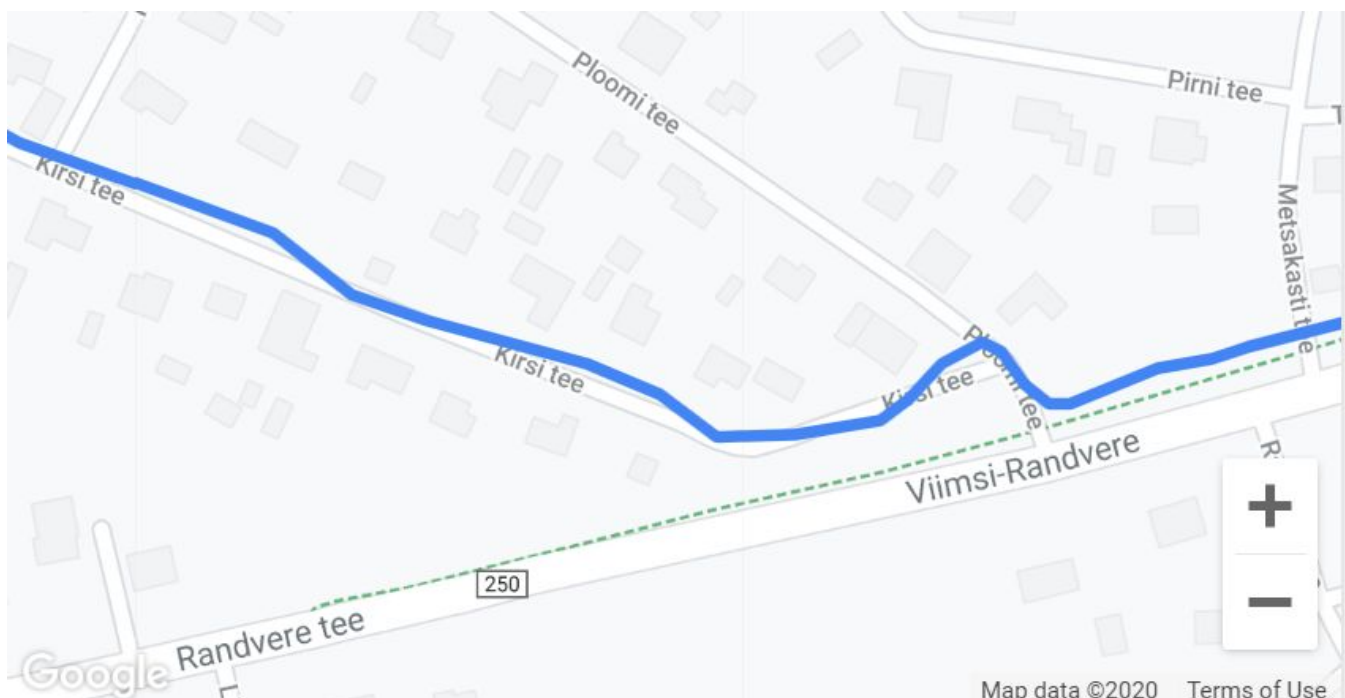 Ploomi tee
Pirni tee
Kirsi tee
Metsakasti tee
Kirsi tee
Ploomi tee
Kirsi tee
Viimsi-Randvere
250
Randvere tee
Google
Map data ©2020
Terms of Use